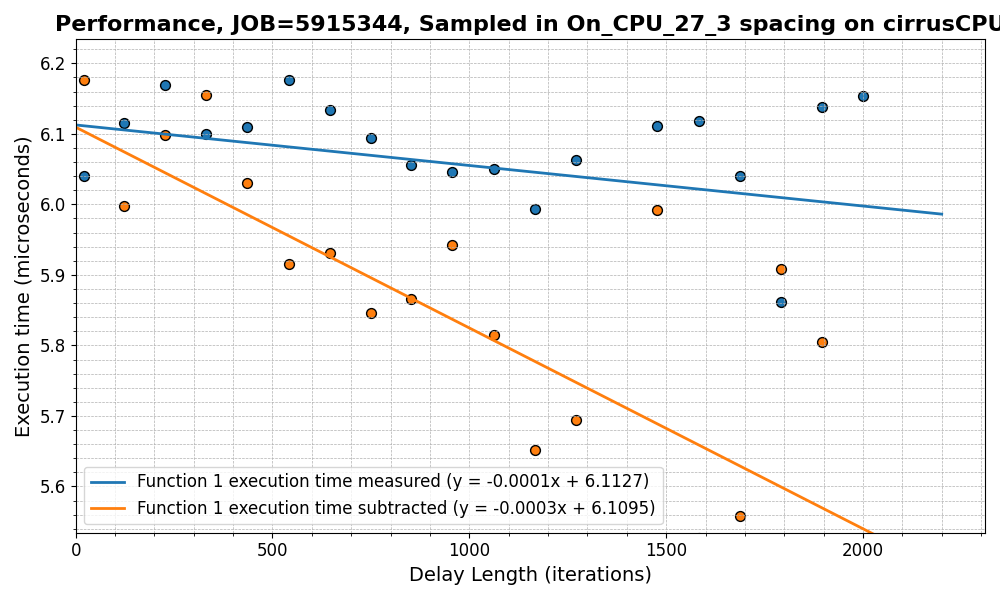 Performance, JOB=5915344, Sampled in On_CPU_27_3 spacing on cirrusCPU
Execution time (microseconds)
6.2
6.1
6.0
5.9
5.8
5.7
5.6
Function 1 execution time measured (y = -0.0001x + 6.1127)
Function 1 execution time subtracted (y = -0.0003x + 6.1095)
0 500 1000 1500 2000
Delay Length (iterations)